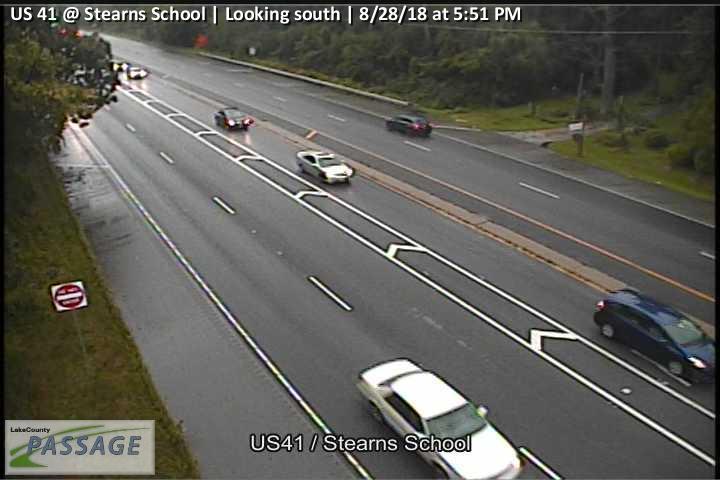 US 41 @ Stearns School | Looking south | 8/28/18 at 5:51 PM
LakeCounty
PASSAGE
US41 / Stearns School